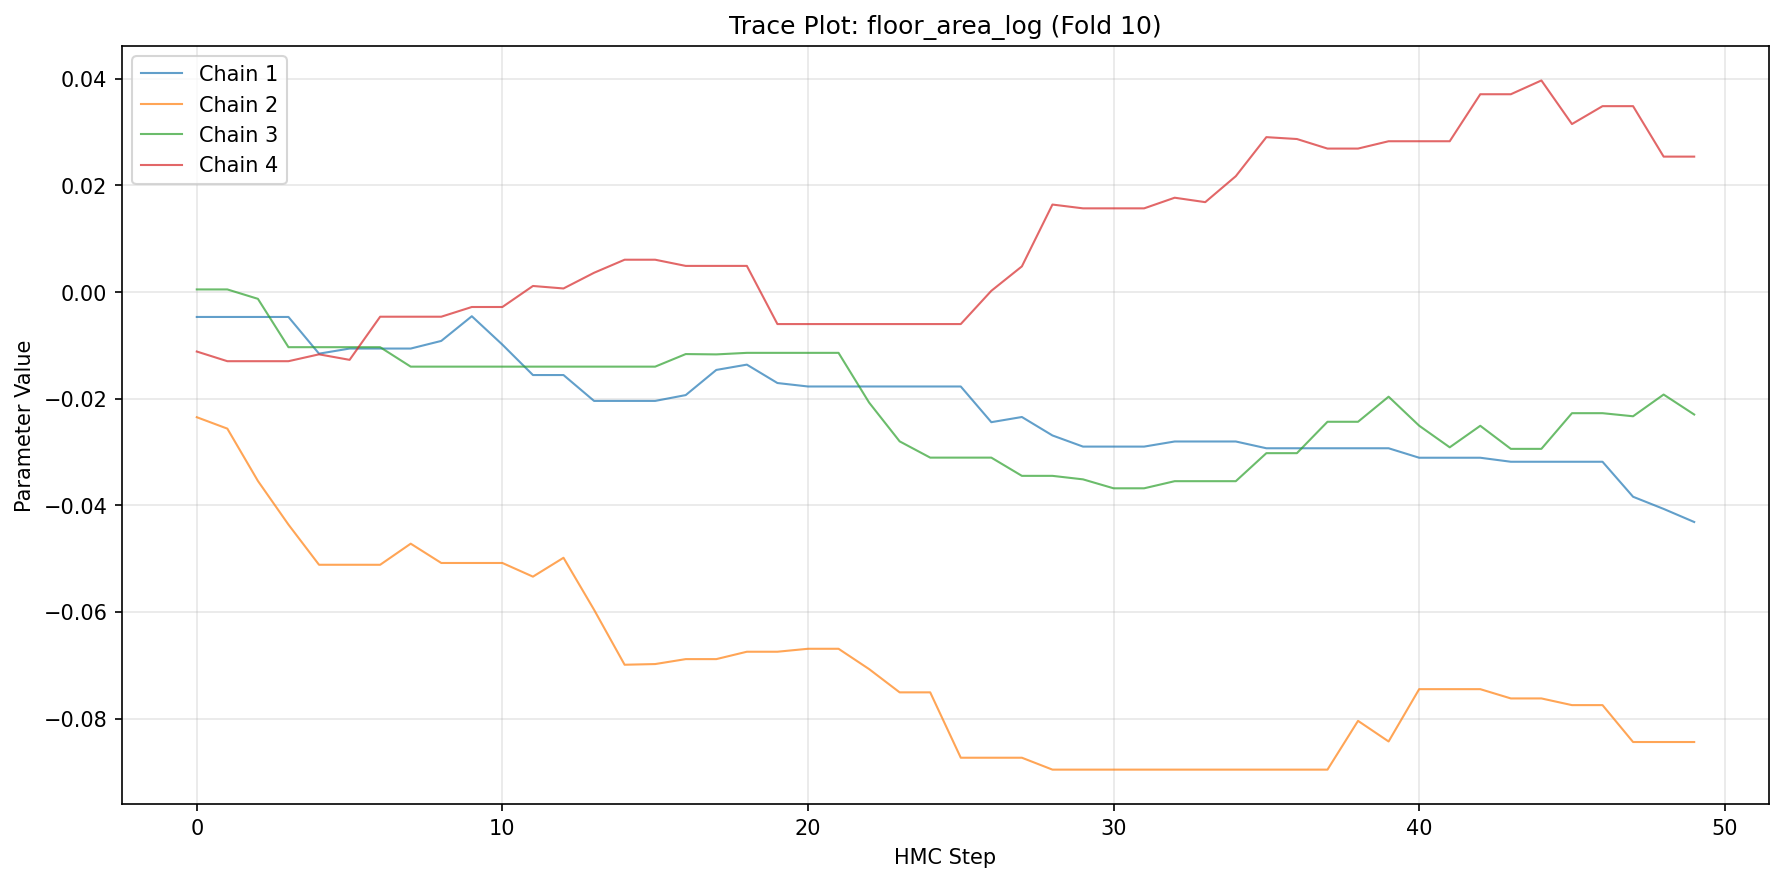 Trace Plot: floor_area_log (Fold 10)
Chain 1
Chain 2
Chain 3
Chain 4
0.04
0.02
0.00
−0.02
−0.04
−0.06
−0.08
Parameter Value
0 10 20 30 40 50
HMC Step